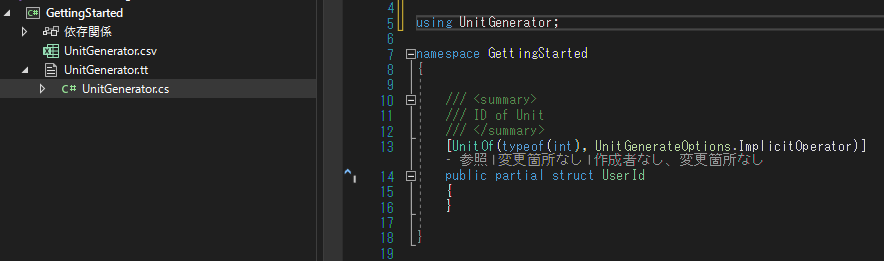 GettingStarted
依存関係
UnitGenerator.csv
UnitGenerator.tt
C# UnitGenerator.cs
4
5 using UnitGenerator;
6
7 namespace GettingStarted
8 {
9
10 /// <summary>
11 /// ID of Unit
12 /// </summary>
13 [UnitOf(typeof(int), UnitGenerateOptions.ImplicitOperator)]
- 参照 | 変更箇所なし | 作成者なし、変更箇所なし
14 public partial struct UserId
15 {
16 }
17
18 }
19